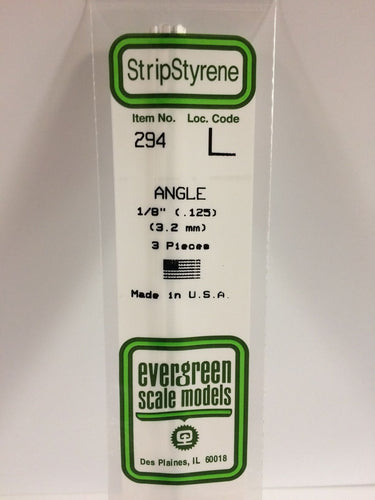 StripStyrene
Item No. Loc. Code
294 L
ANGLE
1/8" (.125)
(3.2 mm)
3 Pieces
Made in U.S.A.
evergreen
scale models
Des Plaines, IL 60018